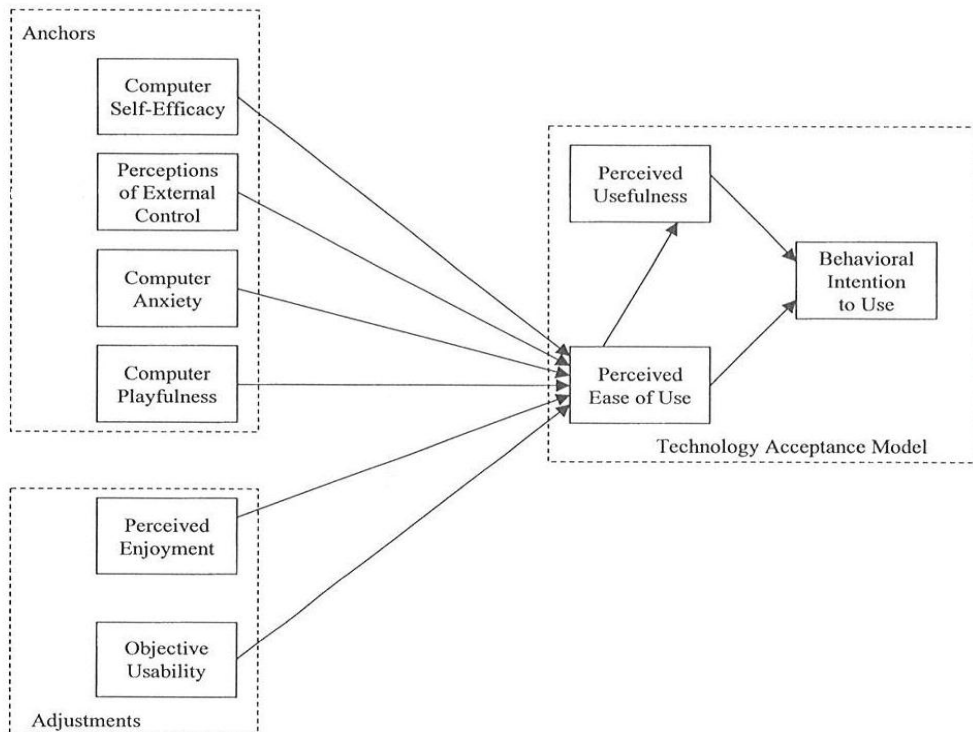 Anchors
Computer
Self-Efficacy
Perceptions
of External
Control
Computer
Anxiety
Computer
Playfulness
Perceived
Usefulness
Behavioral
Intention
to Use
Perceived
Ease of Use
Technology Acceptance Model
Perceived
Enjoyment
Objective
Usability
Adjustments